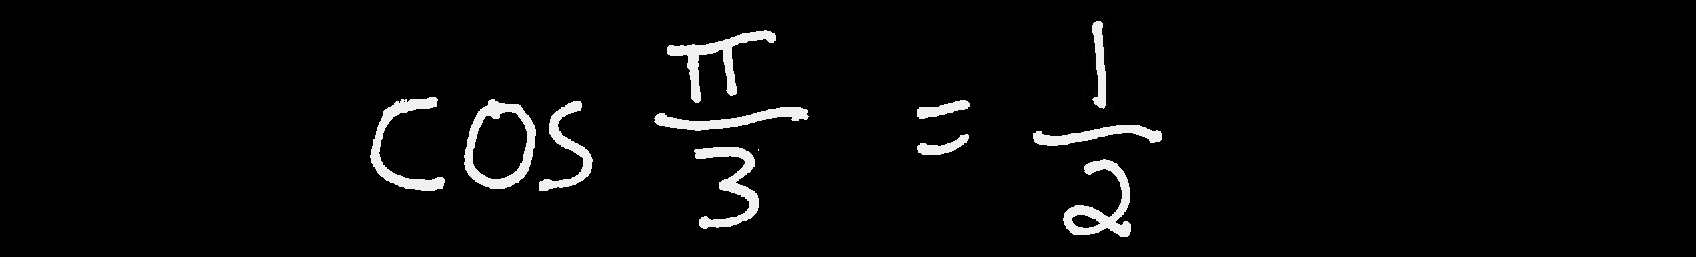 cos π/3 = 1/2